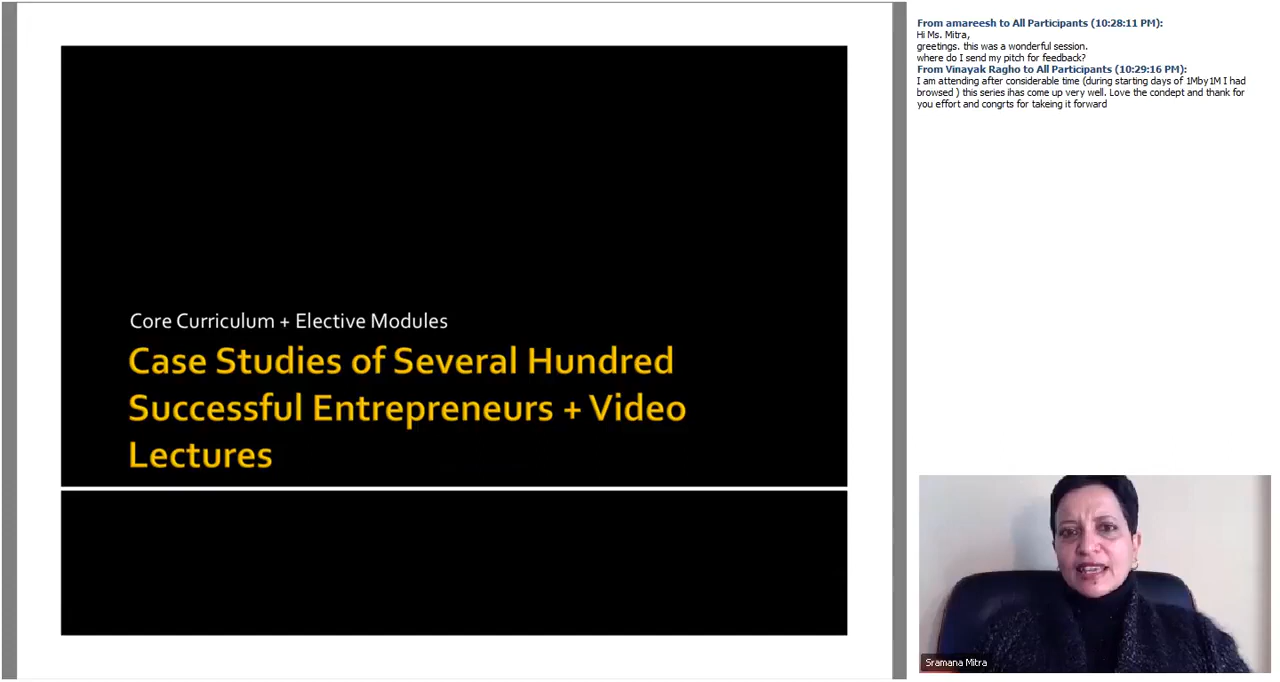 Core Curriculum + Elective Modules
Case Studies of Several Hundred
Successful Entrepreneurs + Video
Lectures
From amareesh to All Participants (10:28:11 PM):
Hi Ms. Mitra,
greetings. this was a wonderful session.
where do I send my pitch for feedback?
From Vinayak Ragho to All Participants (10:29:16 PM):
I am attending after considerable time (during starting days of 1Mby1M I had
browsed ) this series ihas come up very well. Love the condept and thank for
you effort and congrts for takeing it forward
Sramana Mitra